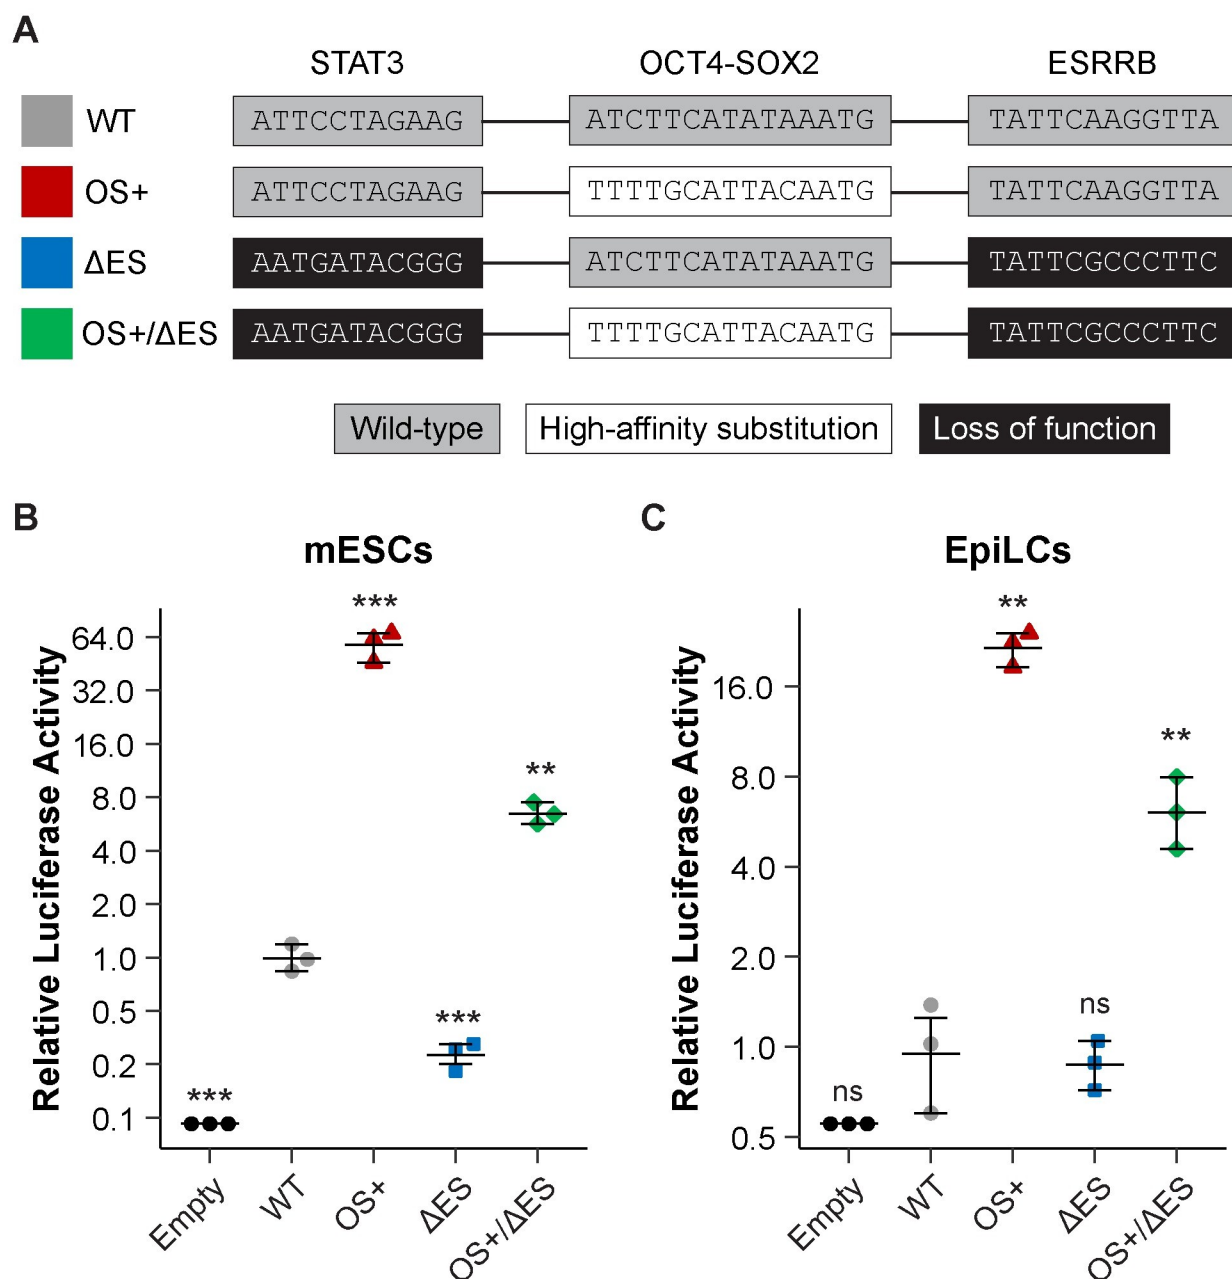 A
STAT3 OCT4-SOX2 ESRRB
WT ATTCCTAGAAG ATCTTCATATAAATG TATTCAAGGTTA
OS+ ATTCCTAGAAG TTTTGCATTACAATG TATTCAAGGTTA
ΔES AATGATACGGG ATCTTCATATAAATG TATTCGCCCTTC
OS+/ΔES AATGATACGGG TTTTGCATTACAATG TATTCGCCCTTC
Wild-type High-affinity substitution Loss of function
B
mESCs
Relative Luciferase Activity
64.0
32.0
16.0
8.0
4.0
2.0
1.0
0.5
0.2
0.1
***
***
***
**
Empty WT OS+ ΔES OS+/ΔES
C
EpiLCs
Relative Luciferase Activity
16.0
8.0
4.0
2.0
1.0
0.5
ns
**
ns
**
Empty WT OS+ ΔES OS+/ΔES